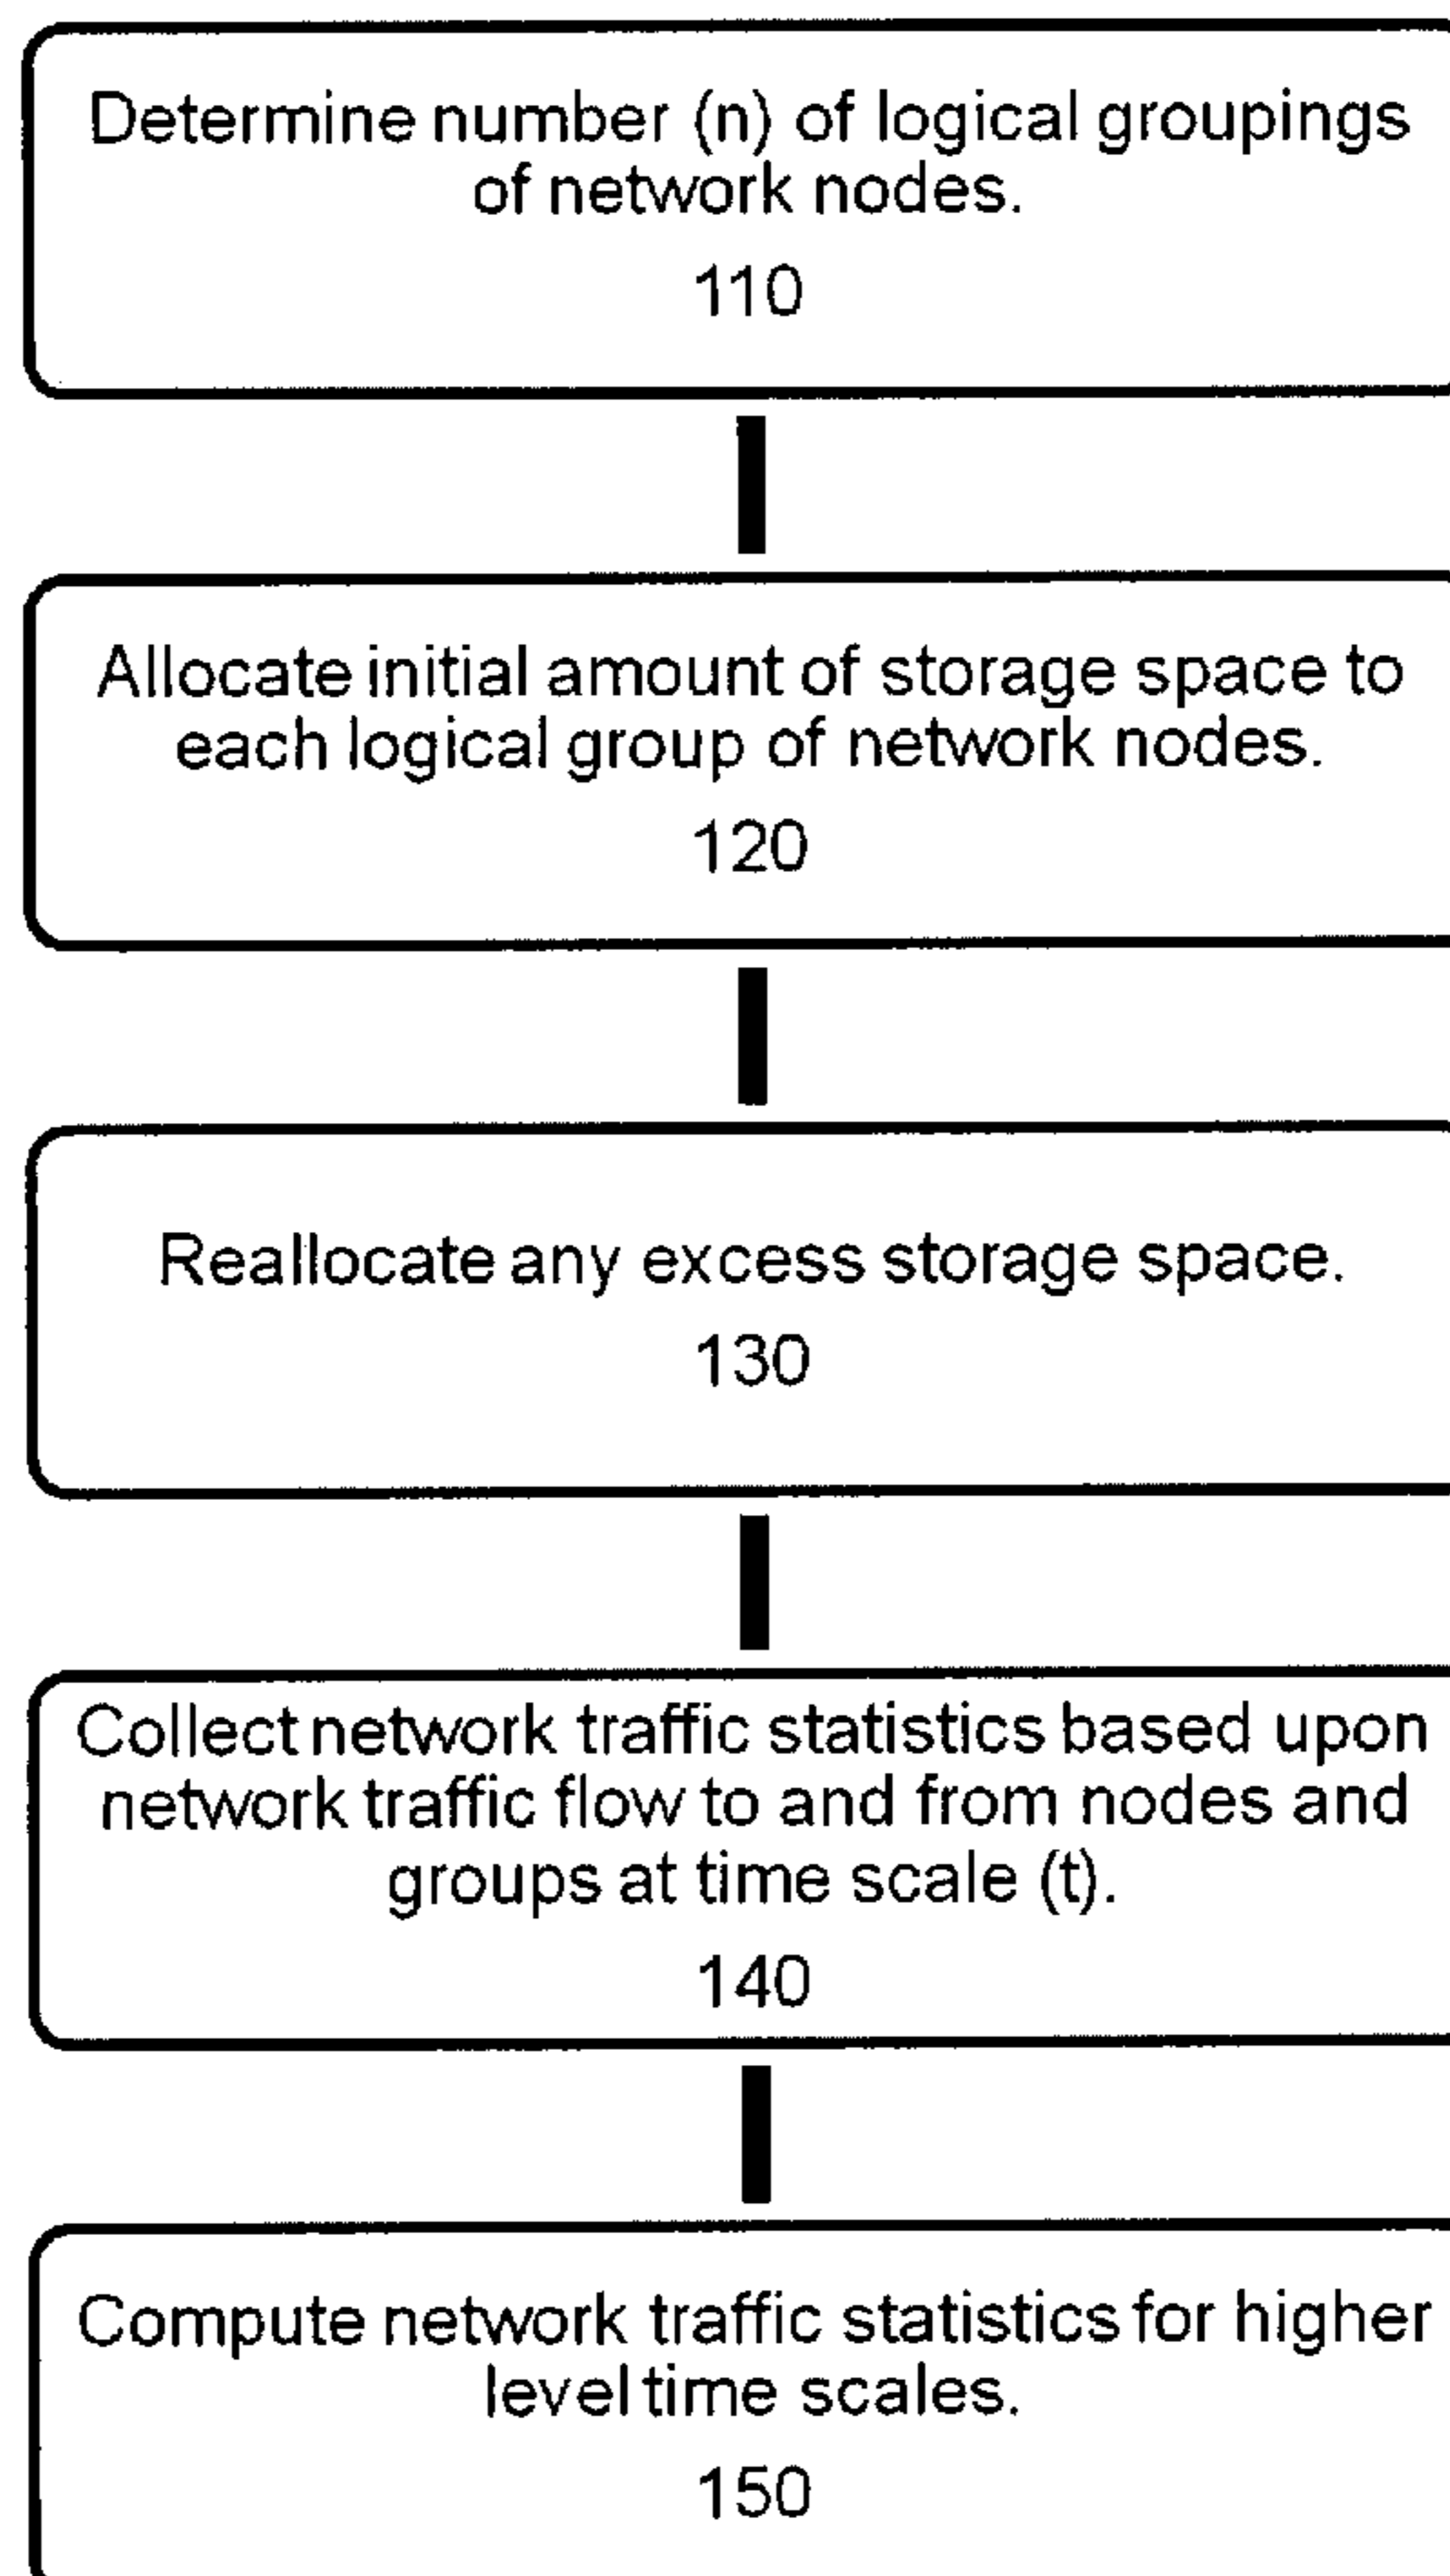 Determine number (n) of logical groupings
of network nodes.
110
Allocate initial amount of storage space to
each logical group of network nodes.
120
Reallocate any excess storage space.
130
Collect network traffic statistics based upon
network traffic flow to and from nodes and
groups at time scale (t).
140
Compute network traffic statistics for higher
level time scales.
150